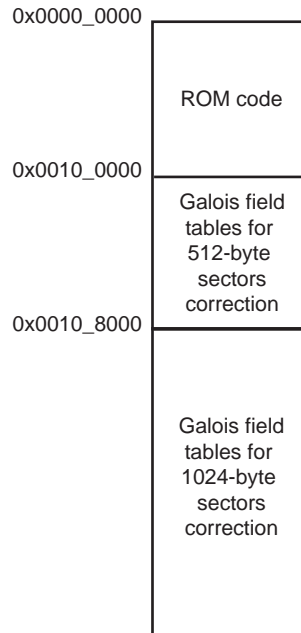 0x0000_0000
ROM code
0x0010_0000
Galois field
tables for
512-byte
sectors
correction
0x0010_8000
Galois field
tables for
1024-byte
sectors
correction